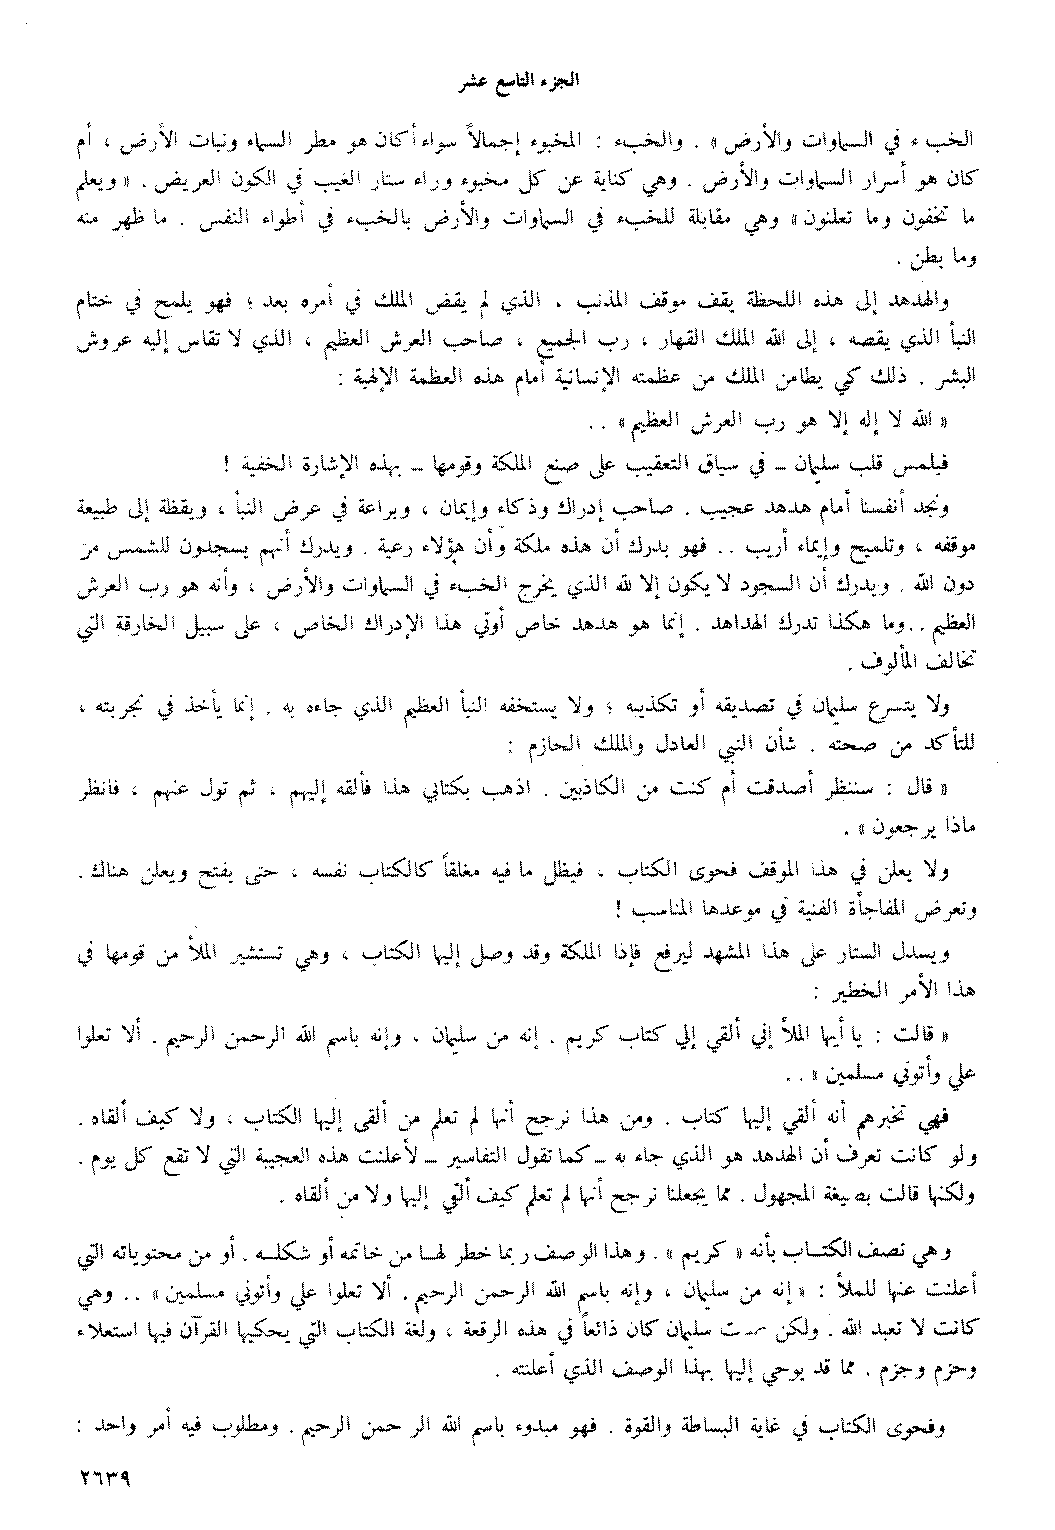 الجزء التاسع عشر
الخبء في السماوات والأرض» . والخبء : المخبوء إجمالاً سواء أكان هو مطر السماء ونبات الأرض ، أم
كان هو أسرار السماوات والأرض . وهي كناية عن كل مخبوء وراء ستار الغيب في الكون العريض . «ويعلم
ما تخفون وما تعلنون» وهي مقابلة للخبء في السماوات والأرض بالخبء في أطواء النفس . ما ظهر منه
وما بطن .
والهدهد إلى هذه اللحظة يقف موقف المذنب ، الذي لم يقض الملك في أمره بعد ؛ فهو يلمح في ختام
النبأ الذي يقصه ، إلى الله الملك القهار ، رب الجميع ، صاحب العرش العظيم ، الذي لا تقاس إليه عروش
البشر . ذلك كي يطامن الملك من عظمته الإنسانية أمام هذه العظمة الإلهية :
« الله لا إله إلا هو رب العرش العظيم» . .
فيلمس قلب سليمان ــ في سياق التعقيب على صنع الملكة وقومها ــ بهذه الإشارة الخفية !
ونجد أنفسنا أمام هدهد عجيب . صاحب إدراك وذكاء وإيمان ، وبراعة في عرض النبأ ، ويقظة إلى طبيعة
موقفه ، وتلميح وإيماء أريب .. فهو يدرك أن هذه ملكة وأن هؤلاء رعية . ويدرك أنهم يسجدون للشمس من
دون الله . ويدرك أن السجود لا يكون إلا لله الذي يخرج الخبء في السماوات والأرض ، وأنه هو رب العرش
العظيم ..وما هكذا تدرك الهداهد . إنما هو هدهد خاص أوتي هذا الإدراك الخاص ، على سبيل الخارقة التي
تخالف المألوف .
ولا يتسرع سليمان في تصديقه أو تكذيبه ؛ ولا يستخفه النبأ العظيم الذي جاءه به . إنما يأخذ في تجربته ،
للتأكد من صحته . شأن النبي العادل والملك الحازم :
« قال : سننظر أصدقت أم كنت من الكاذبين . اذهب بكتابي هذا فألقه إليهم ، ثم تول عنهم ، فانظر
ماذا يرجعون» .
ولا يعلن في هذا الموقف فحوى الكتاب ، فيظل ما فيه مغلقاً كالكتاب نفسه ، حتى يفتح ويعلن هناك .
وتعرض المفاجأة الفنية في موعدها المناسب !
ويسدل الستار على هذا المشهد ليرفع فإذا الملكة وقد وصل إليها الكتاب ، وهي تستشير الملأ من قومها في
هذا الأمر الخطير :
« قالت : يا أيها الملأ إني ألقي إلي كتاب كريم . إنه من سليمان ، وإنه باسم الله الرحمن الرحيم . ألا تعلوا
علي وأتوني مسلمين » . .
فهي تخبرهم أنه ألقي إليها كتاب . ومن هذا نرجح أنها لم تعلم من ألقى إليها الكتاب ، ولا كيف ألقاه .
ولو كانت تعرف أن الهدهد هو الذي جاء به ــ كما تقول التفاسير ــ لأعلنت هذه العجيبة التي لا تقع كل يوم .
ولكنها قالت بصيغة المجهول . مما يجعلنا نرجح أنها لم تعلم كيف ألقي إليها ولا من ألقاه .
وهي تصف الكتــاب بأنه « كريم » . وهذا الوصف ربما خطر لهــا من خاتمه أو شكلــه . أو من محتوياته التي
أعلنت عنها للملأ : «إنه من سليمان ، وإنه باسم الله الرحمن الرحيم . ألا تعلوا علي وأتوني مسلمين» .. وهي
كانت لا تعبد الله . ولكن سليمان كان ذائعاً في هذه الرقعة ، ولغة الكتاب التي يحكيها القرآن فيها استعلاء
وحزم وجزم . مما قد يوحي إليها بهذا الوصف الذي أعلنته .
وفحوى الكتاب في غاية البساطة والقوة . فهو مبدوء باسم الله الرحمن الرحيم . ومطلوب فيه أمر واحد :
٢٦٣٩